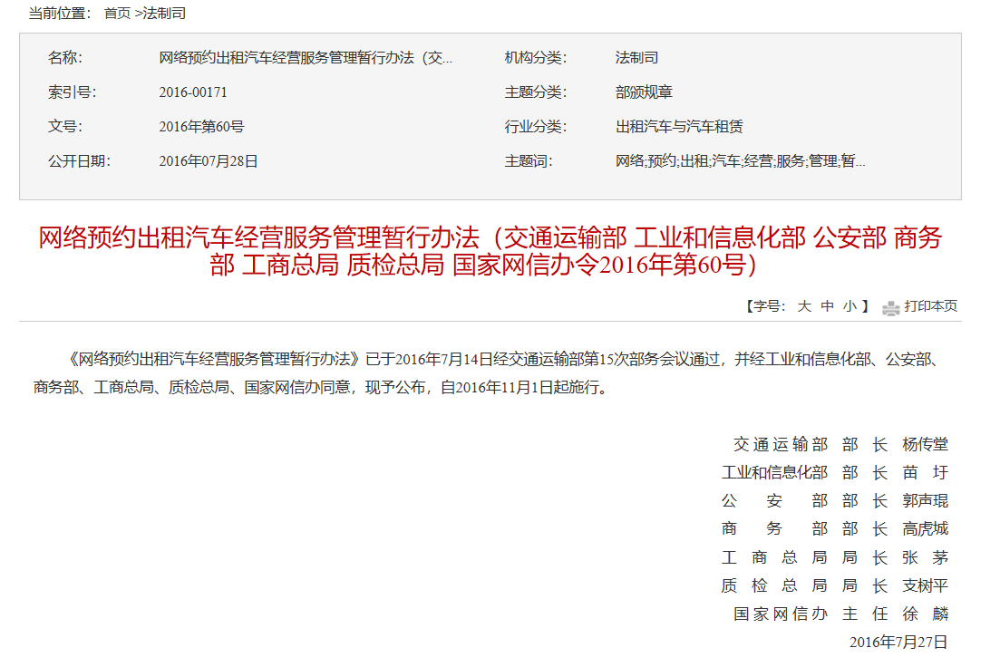 当前位置： 首页 >法制司
名称： 网络预约出租汽车经营服务管理暂行办法（交... 机构分类： 法制司
索引号： 2016-00171 主题分类： 部颁规章
文号： 2016年第60号 行业分类： 出租汽车与汽车租赁
公开日期： 2016年07月28日 主题词： 网络;预约;出租;汽车;经营;服务;管理;暂...
网络预约出租汽车经营服务管理暂行办法（交通运输部 工业和信息化部 公安部 商务
部 工商总局 质检总局 国家网信办令2016年第60号）
【字号： 大 中 小 】 打印本页
《网络预约出租汽车经营服务管理暂行办法》已于2016年7月14日经交通运输部第15次部务会议通过，并经工业和信息化部、公安部、
商务部、工商总局、质检总局、国家网信办同意，现予公布，自2016年11月1日起施行。
交 通 运 输 部 部 长 杨传堂
工业和信息化部 部 长 苗 圩
公 安 部 部 长 郭声琨
商 务 部 部 长 高虎城
工 商 总 局 局 长 张 茅
质 检 总 局 局 长 支树平
国 家 网 信 办 主 任 徐 麟
2016年7月27日